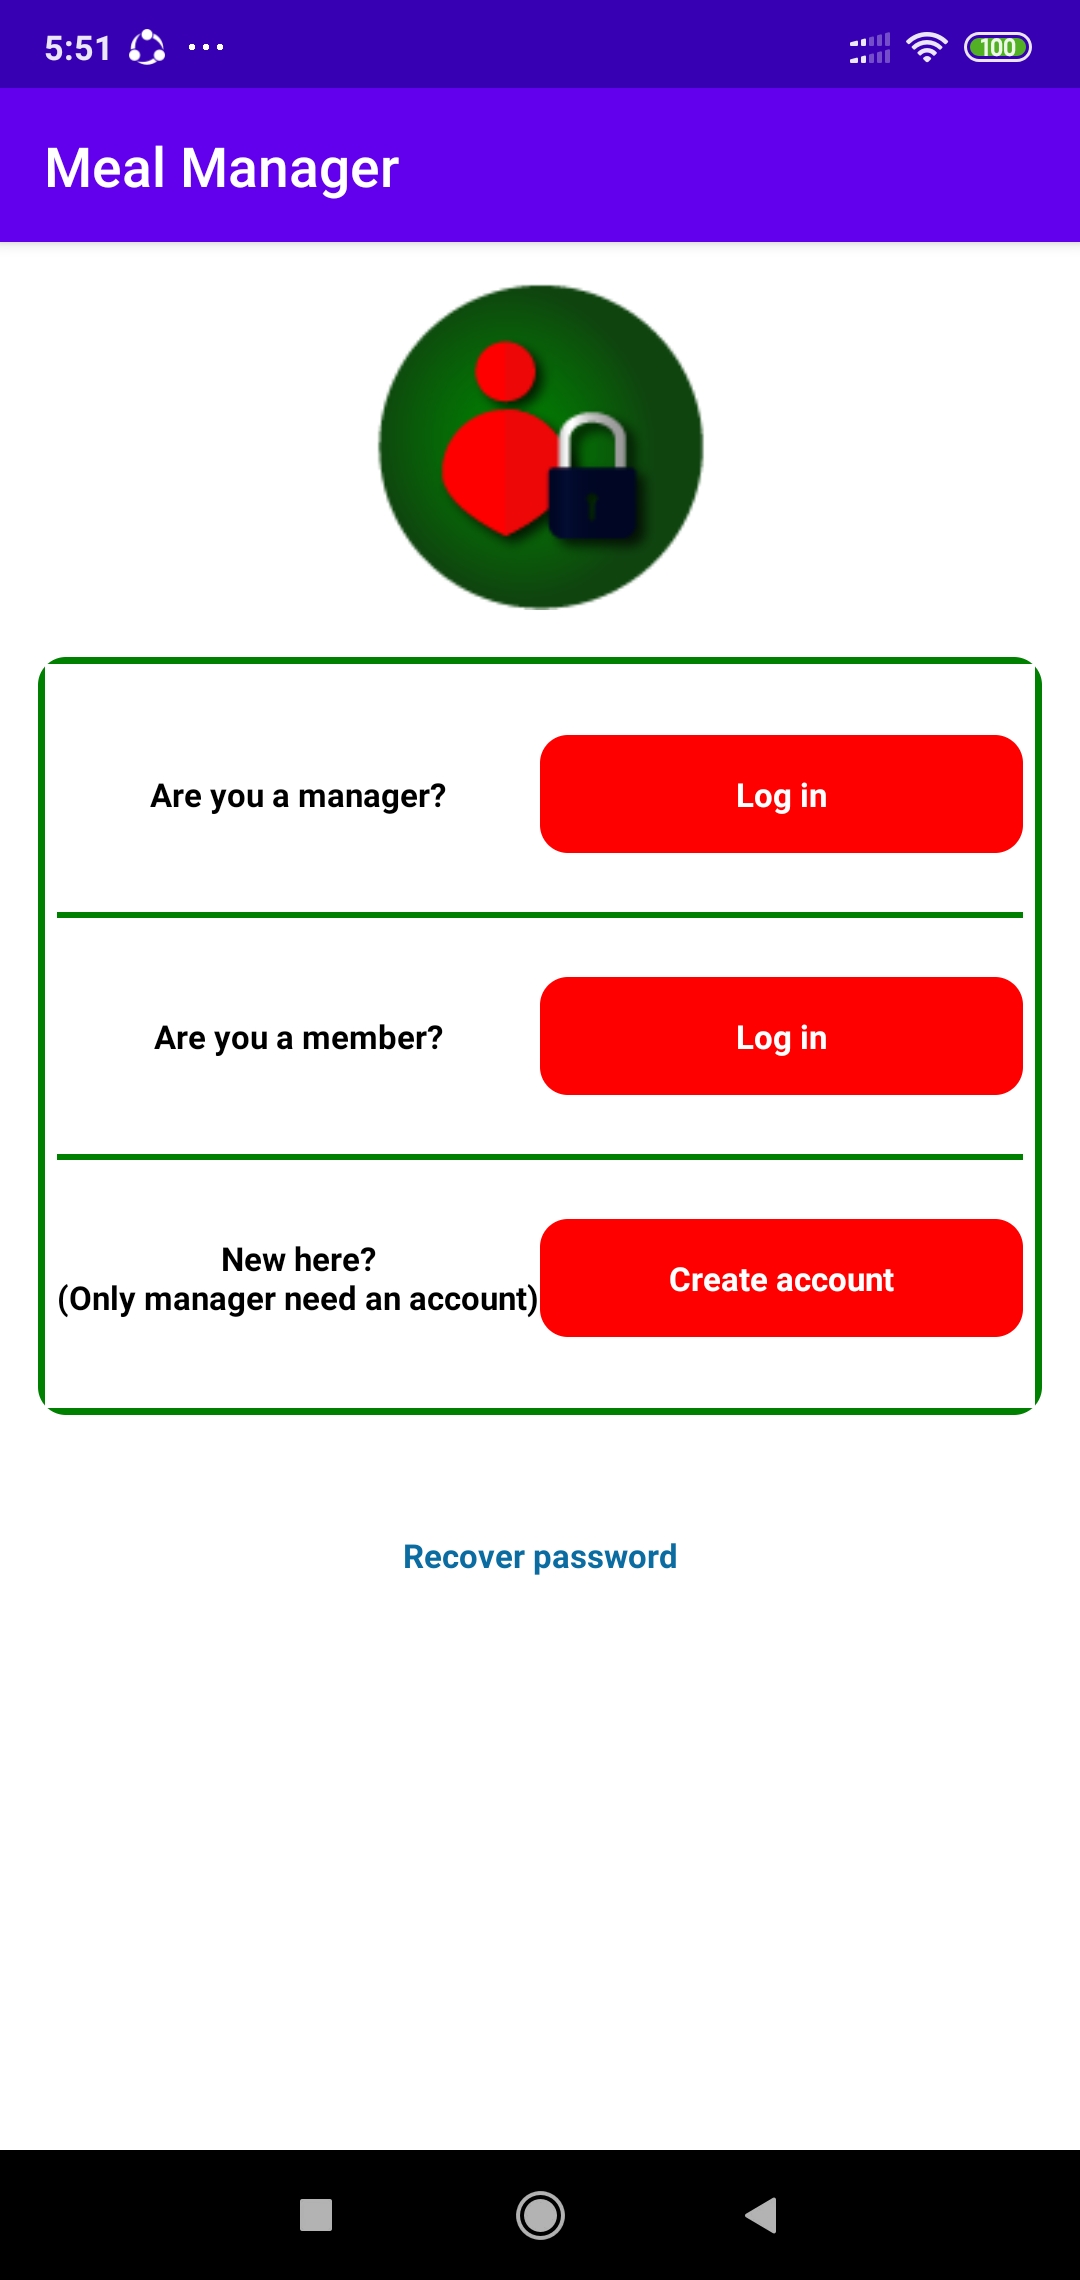 5:51
100
Meal Manager
Are you a manager?
Log in
Are you a member?
Log in
New here?
(Only manager need an account)
Create account
Recover password